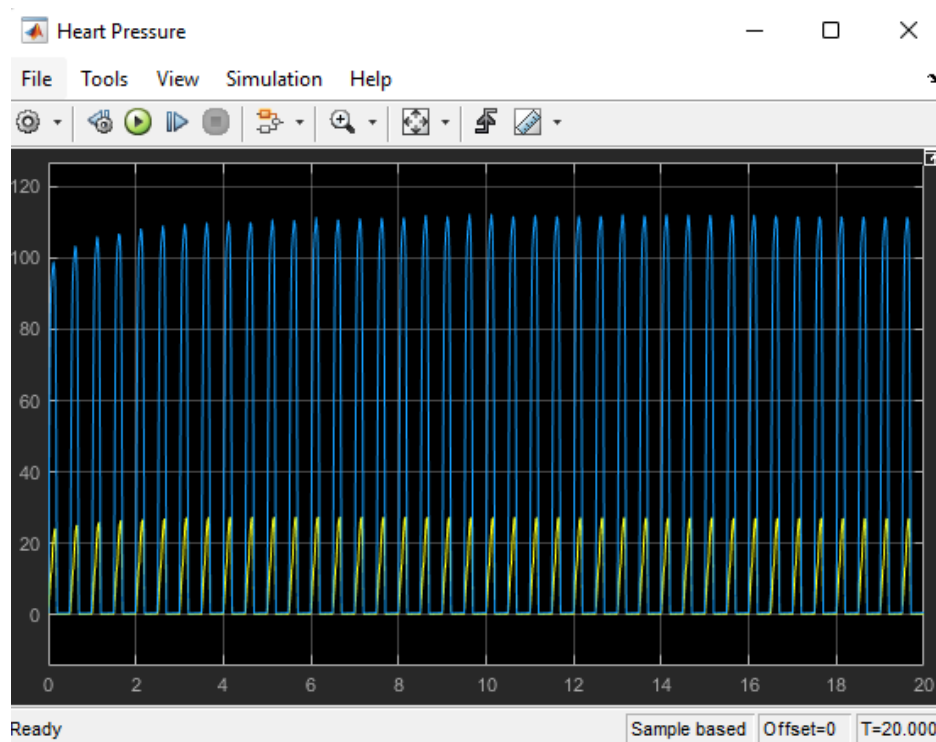 Heart Pressure
File Tools View Simulation Help
120
100
80
60
40
20
0
0 2 4 6 8 10 12 14 16 18 20
Ready Sample based Offset=0 T=20.000